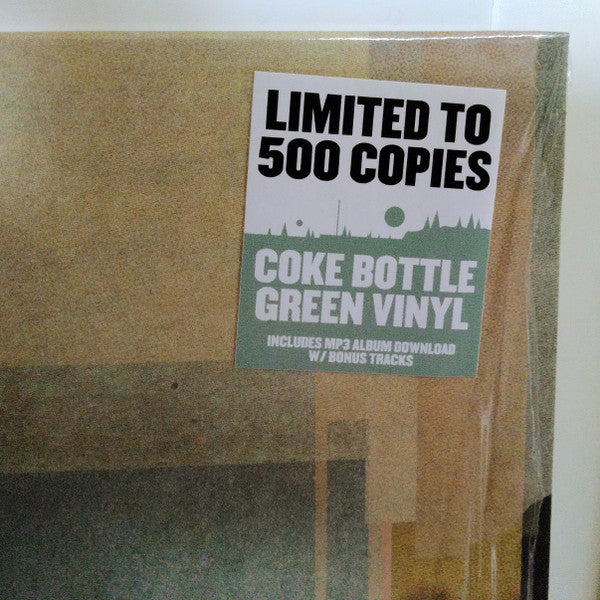 LIMITED TO
500 COPIES
COKE BOTTLE
GREEN VINYL
INCLUDES MP3 ALBUM DOWNLOAD
W/ BONUS TRACKS